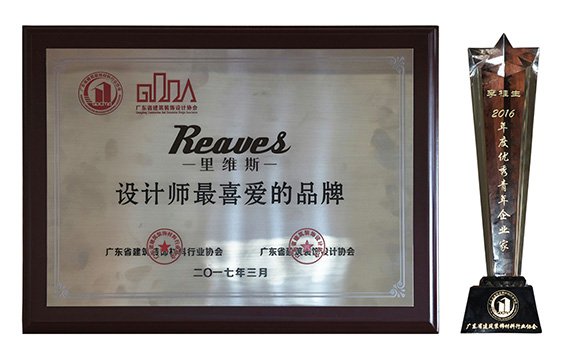 广东省建筑装饰设计协会
Reaves
里维斯
设计师最喜爱的品牌
广东省建筑装饰材料行业协会
广东省建筑装饰设计协会
二〇一七年三月
2016年度优秀青年企业家
广东省建筑装饰材料行业协会